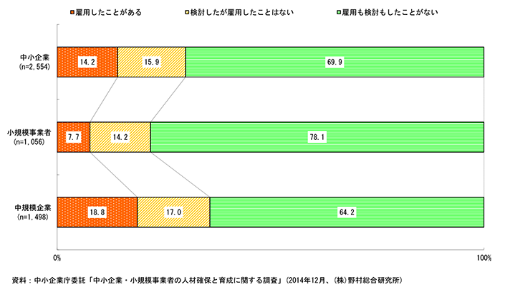 ■雇用したことがある ■検討したが雇用したことはない ■雇用も検討もしたことがない
中小企業
(n=2,554)
14.2 15.9 69.9
小規模事業者
(n=1,056)
7.7 14.2 78.1
中規模企業
(n=1,498)
18.8 17.0 64.2
0% 100%
資料：中小企業庁委託「中小企業・小規模事業者の人材確保と育成に関する調査」(2014年12月、(株)野村総合研究所)